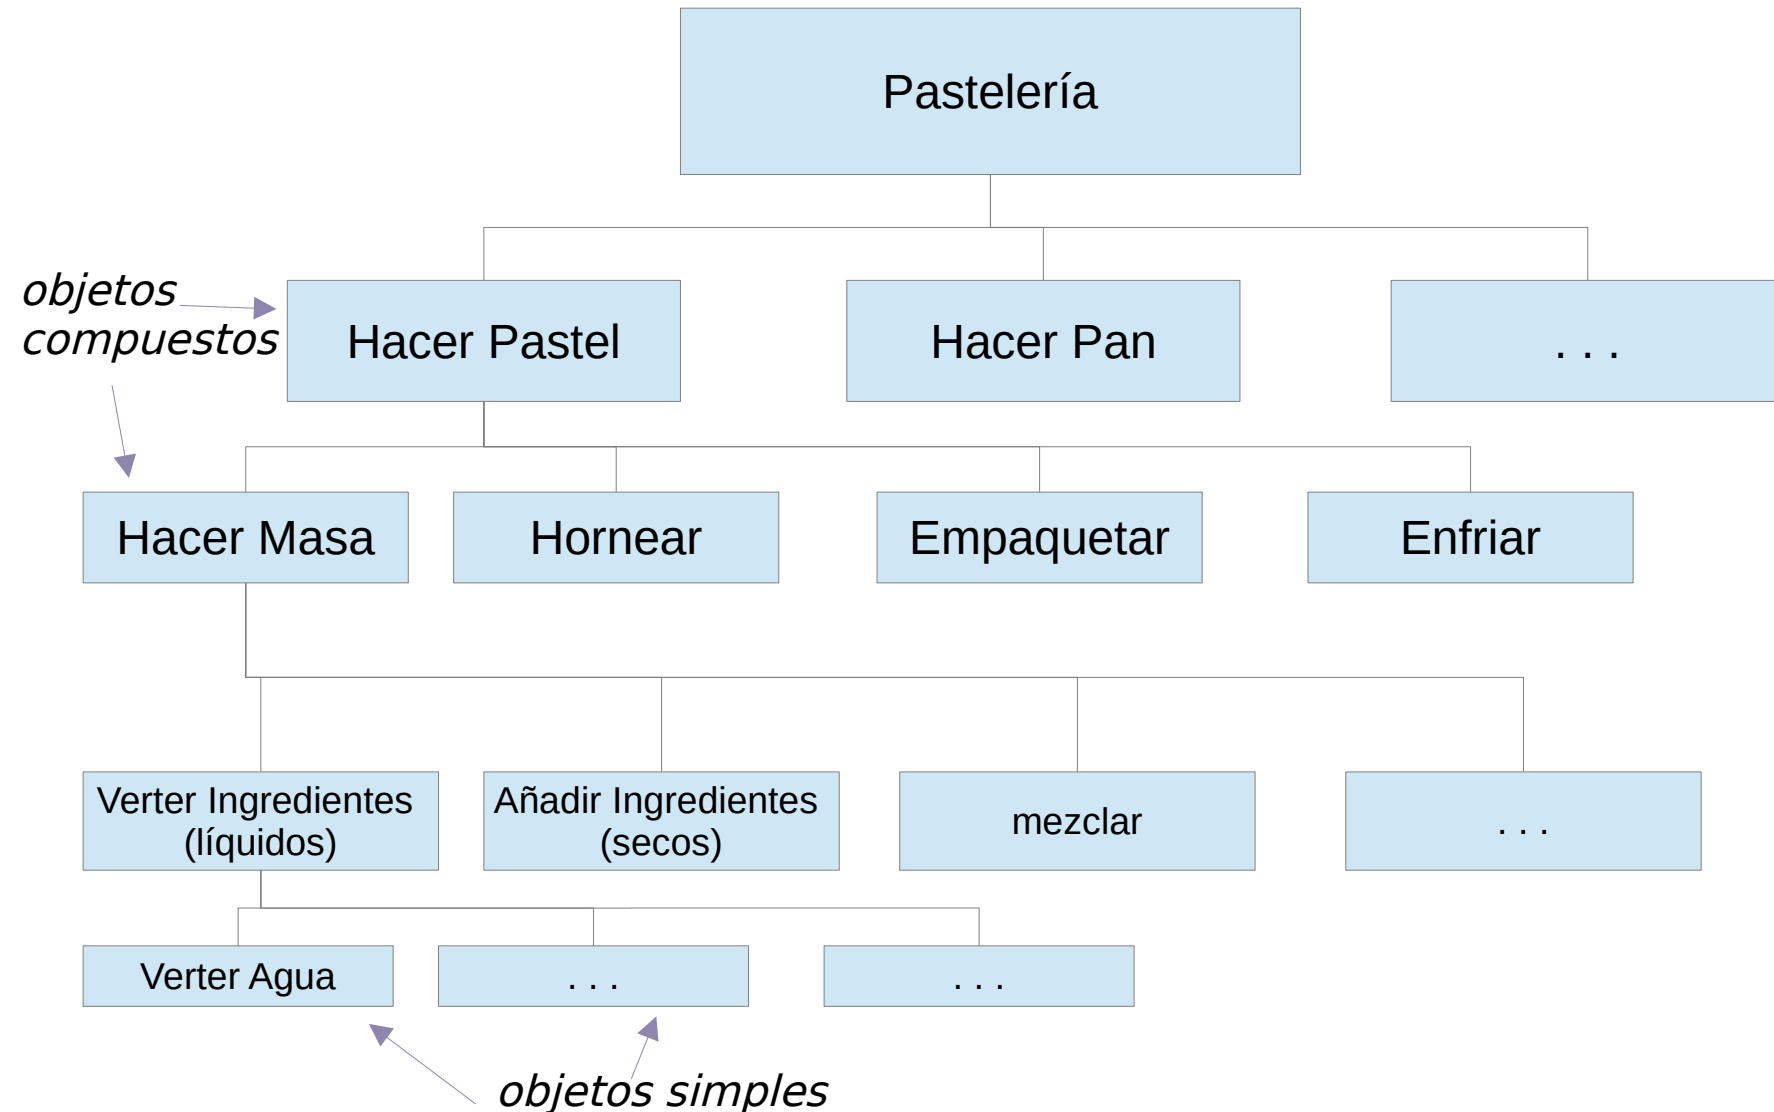 Pastelería
objetos
compuestos
Hacer Pastel
Hacer Pan
. . .
Hacer Masa
Hornear
Empaquetar
Enfriar
Verter Ingredientes
(líquidos)
Añadir Ingredientes
(secos)
mezclar
. . .
Verter Agua
. . .
. . .
objetos simples